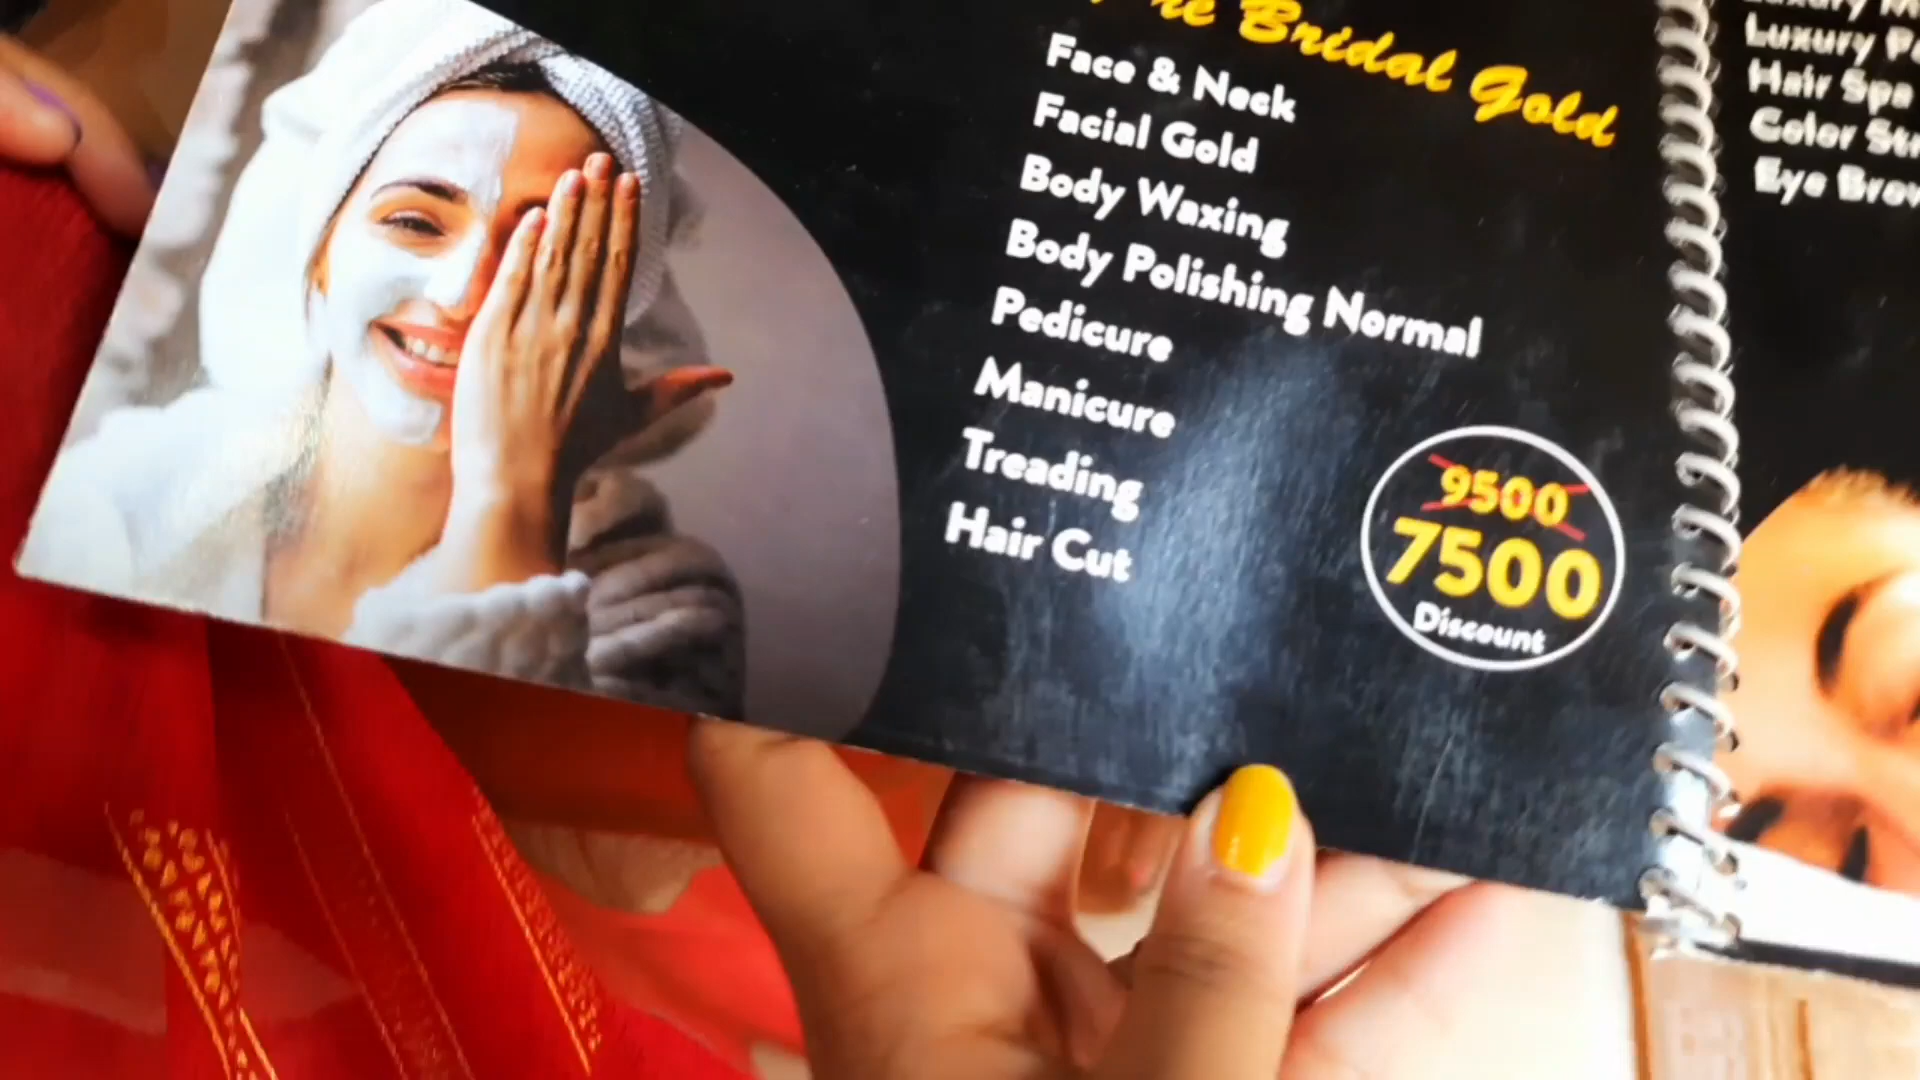 Bridal Gold
Face & Neck
Facial Gold
Body Waxing
Body Polishing Normal
Pedicure
Manicure
Treading
Hair Cut
9500
7500
Discount
Luxury
Hair Spa
Color
Eye